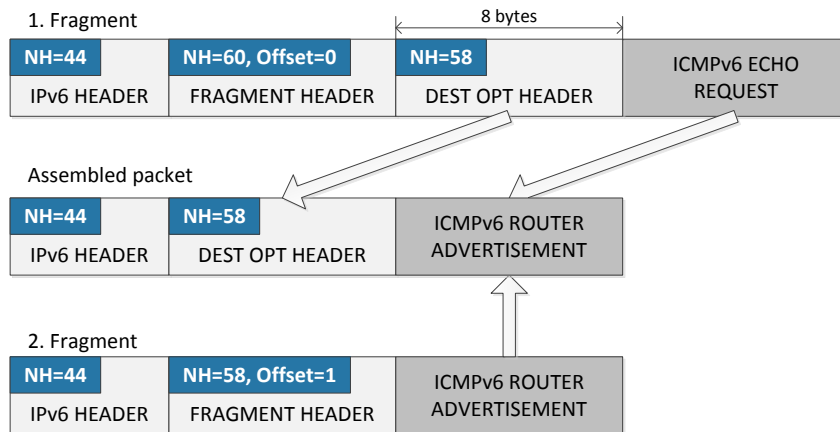 1. Fragment
8 bytes
NH=44
NH=60, Offset=0
NH=58
IPv6 HEADER
FRAGMENT HEADER
DEST OPT HEADER
ICMPv6 ECHO
REQUEST
Assembled packet
NH=44
NH=58
IPv6 HEADER
DEST OPT HEADER
ICMPv6 ROUTER
ADVERTISEMENT
2. Fragment
NH=44
NH=58, Offset=1
IPv6 HEADER
FRAGMENT HEADER
ICMPv6 ROUTER
ADVERTISEMENT